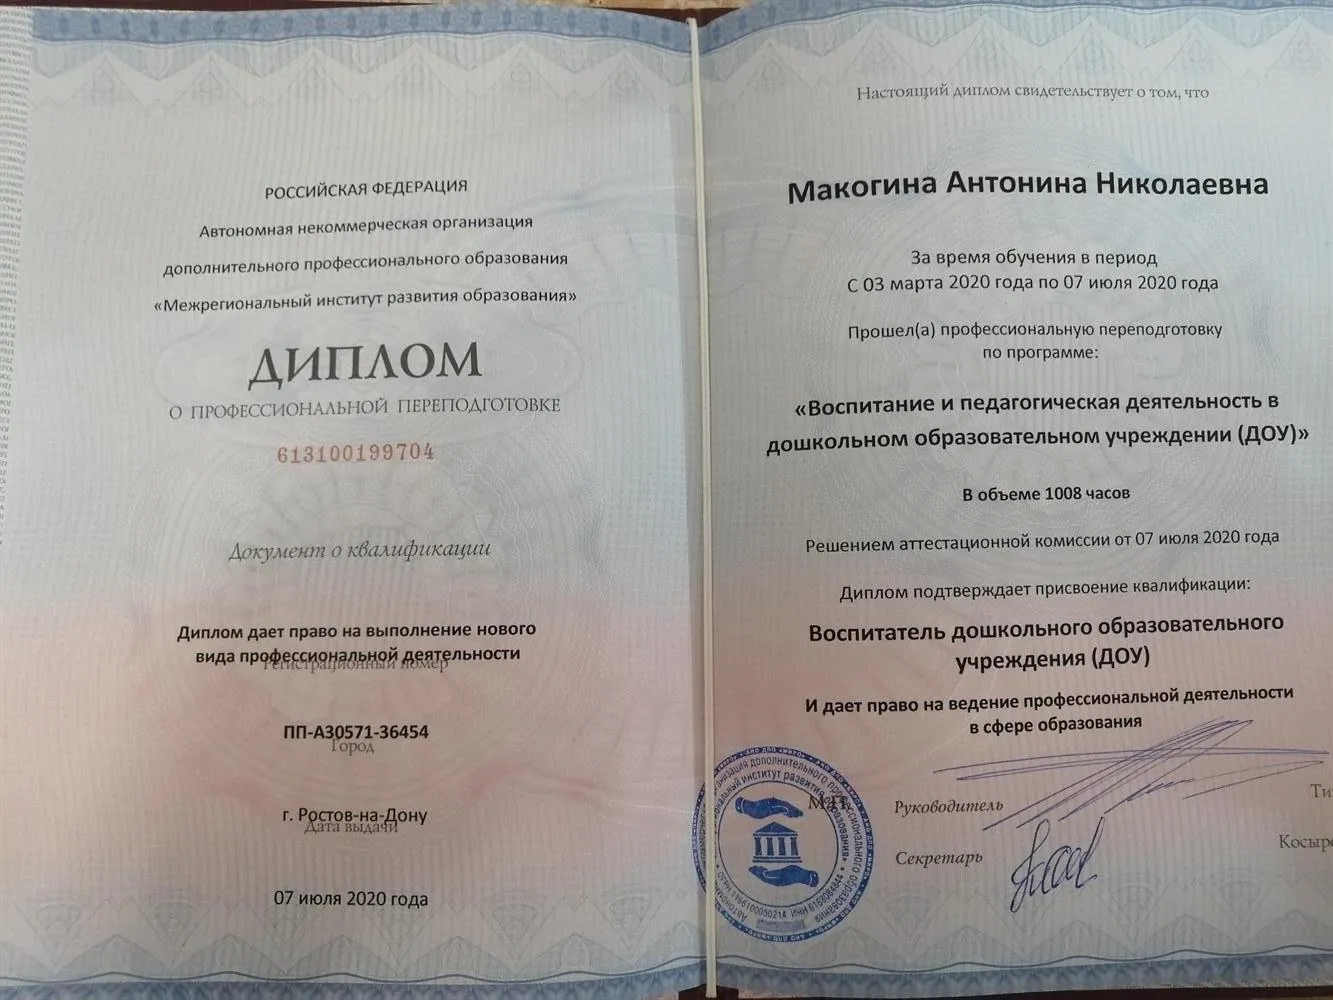 РОССИЙСКАЯ ФЕДЕРАЦИЯ
Автономная некоммерческая организация
дополнительного профессионального образования
«Межрегиональный институт развития образования»
ДИПЛОМ
О ПРОФЕССИОНАЛЬНОЙ ПЕРЕПОДГОТОВКЕ
613100199704
Документ о квалификации
Диплом дает право на выполнение нового
вида профессиональной деятельности
Регистрационный номер
ПП-А30571-36454
Город
г. Ростов-на-Дону
Дата выдачи
07 июля 2020 года
Настоящий диплом свидетельствует о том, что
Макогина Антонина Николаевна
За время обучения в период
С 03 марта 2020 года по 07 июля 2020 года
Прошел(а) профессиональную переподготовку
по программе:
«Воспитание и педагогическая деятельность в
дошкольном образовательном учреждении (ДОУ)»
В объеме 1008 часов
Решением аттестационной комиссии от 07 июля 2020 года
Диплом подтверждает присвоение квалификации:
Воспитатель дошкольного образовательного
учреждения (ДОУ)
И дает право на ведение профессиональной деятельности
в сфере образования
М.П.
Руководитель
Ти
Секретарь
Косыре